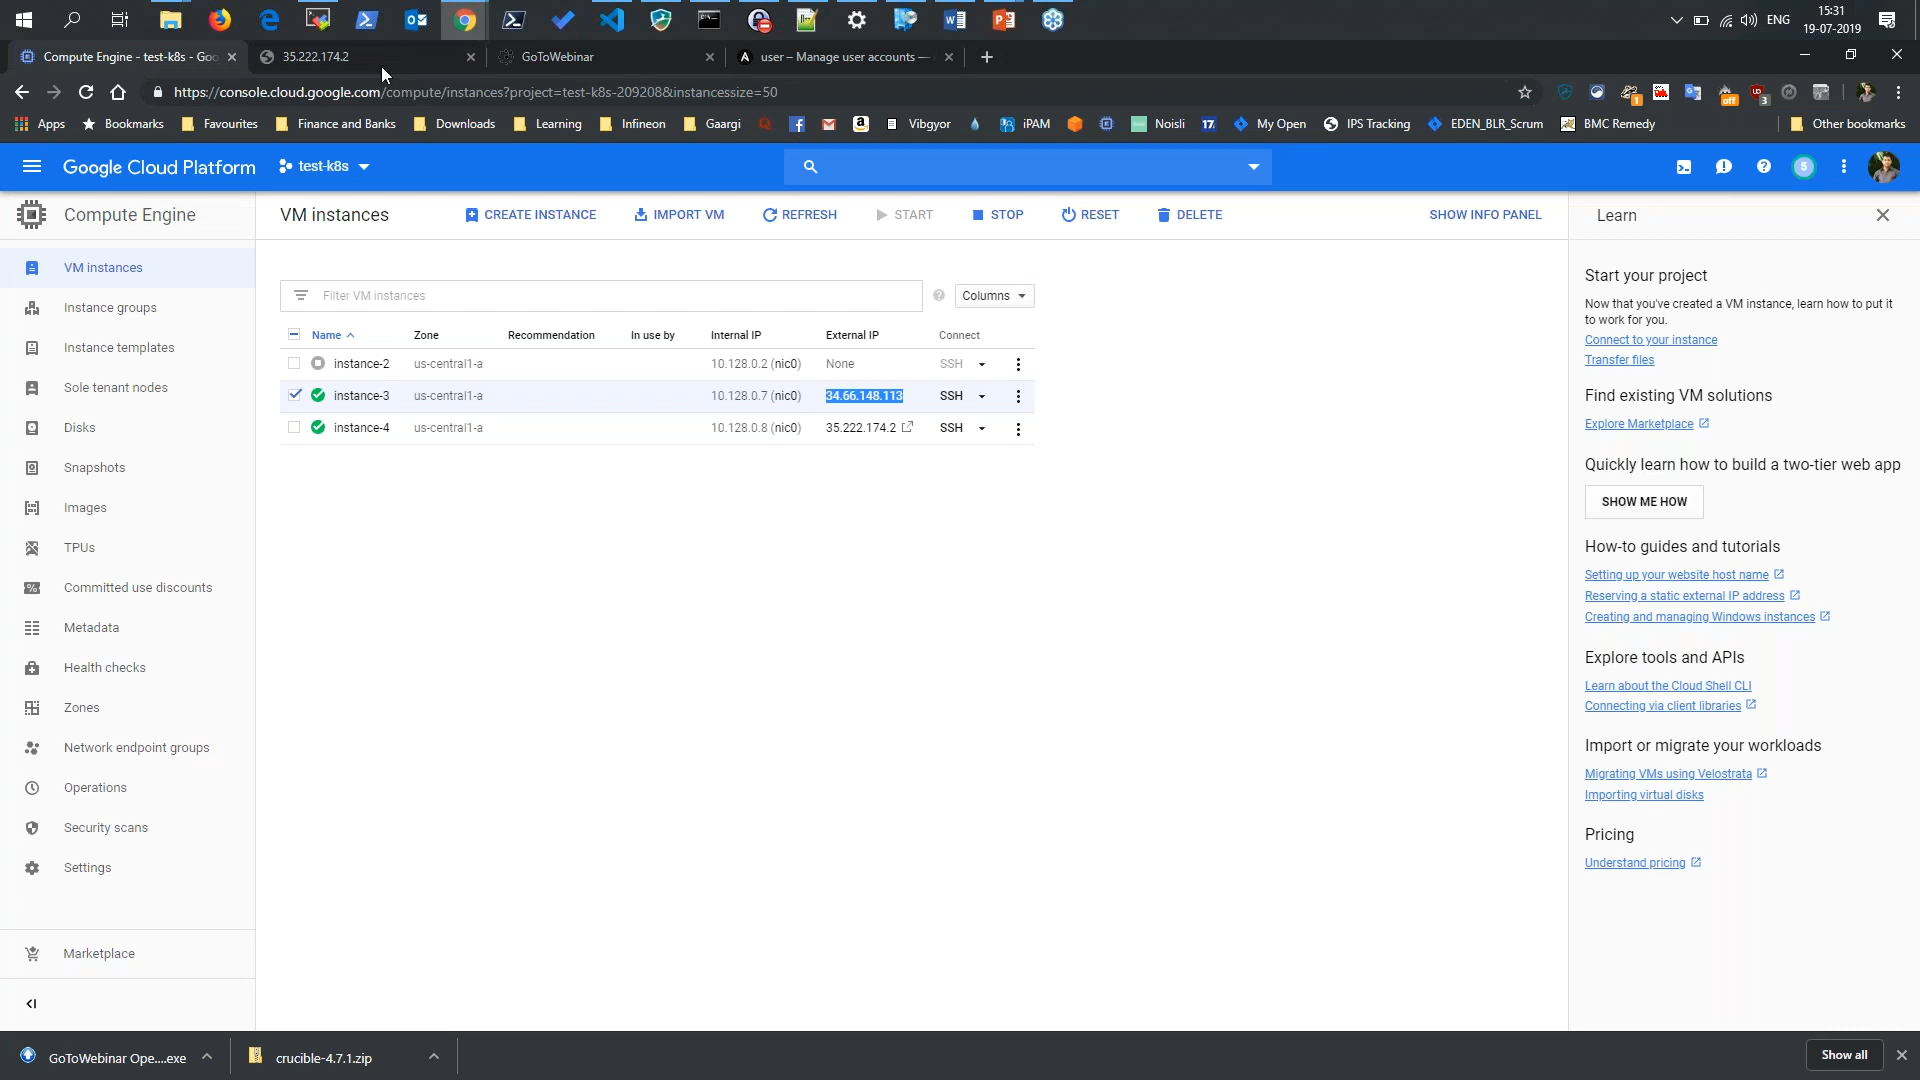 ENG
15:31
19-07-2019
Compute Engine - test-k8s - Goo
35.222.174.2
GoToWebinar
user – Manage user accounts —
https://console.cloud.google.com/compute/instances?project=test-k8s-209208&instancessize=50
Apps Bookmarks Favourites Finance and Banks Downloads Learning Infineon Gaargi Vibgyor iPAM Noisli My Open IPS Tracking EDEN_BLR_Scrum BMC Remedy Other bookmarks
Google Cloud Platform test-k8s
5
Compute Engine
VM instances
Instance groups
Instance templates
Sole tenant nodes
Disks
Snapshots
Images
TPUs
Committed use discounts
Metadata
Health checks
Zones
Network endpoint groups
Operations
Security scans
Settings
Marketplace
VM instances CREATE INSTANCE IMPORT VM REFRESH START STOP RESET DELETE SHOW INFO PANEL
Filter VM instances
Columns
Name Zone Recommendation In use by Internal IP External IP Connect
instance-2 us-central1-a 10.128.0.2 (nic0) None SSH
instance-3 us-central1-a 10.128.0.7 (nic0) 34.66.148.113 SSH
instance-4 us-central1-a 10.128.0.8 (nic0) 35.222.174.2 SSH
Learn
Start your project
Now that you've created a VM instance, learn how to put it
to work for you.
Connect to your instance
Transfer files
Find existing VM solutions
Explore Marketplace
Quickly learn how to build a two-tier web app
SHOW ME HOW
How-to guides and tutorials
Setting up your website host name
Reserving a static external IP address
Creating and managing Windows instances
Explore tools and APIs
Learn about the Cloud Shell CLI
Connecting via client libraries
Import or migrate your workloads
Migrating VMs using Velostrata
Importing virtual disks
Pricing
Understand pricing
GoToWebinar Ope....exe
crucible-4.7.1.zip
Show all